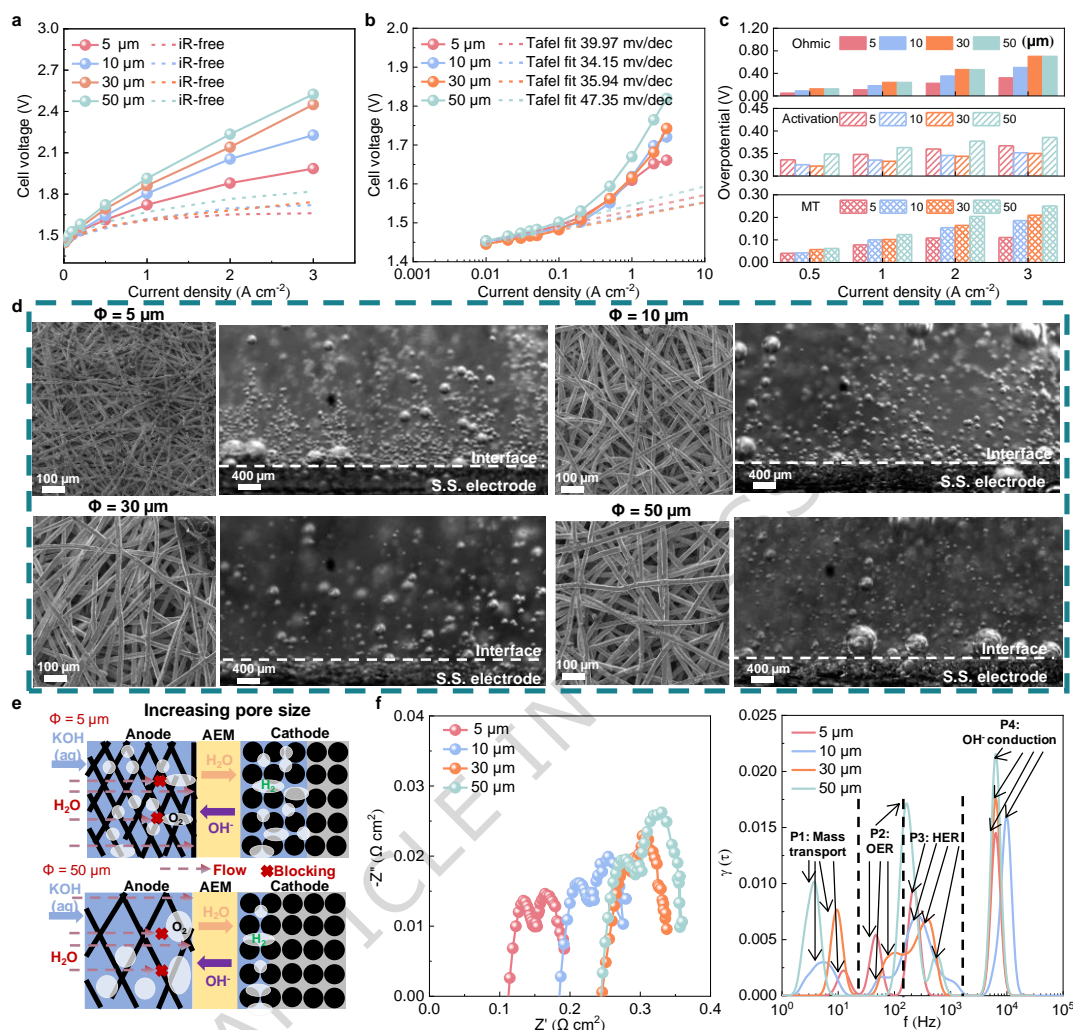 a
3.0
2.7
2.4
2.1
1.8
1.5
1.2
Cell voltage (V)
5 μm
10 μm
30 μm
50 μm
iR-free
iR-free
iR-free
iR-free
0
1
2
3
Current density (A cm⁻²)
b
1.9
1.8
1.7
1.6
1.5
1.4
Cell voltage (V)
5 μm
10 μm
30 μm
50 μm
Tafel fit 39.97 mv/dec
Tafel fit 34.15 mv/dec
Tafel fit 35.94 mv/dec
Tafel fit 47.35 mv/dec
0.001
0.01
0.1
1
10
Current density (A cm⁻²)
c
Overpotential (V)
1.20
0.80
0.40
0.00
Ohmic 5 10 30 50 (μm)
0.45
0.40
0.35
0.30
Activation 5 10 30 50
0.30
0.20
0.10
0.00
MT 5 10 30 50
0.5
1
2
3
Current density (A cm⁻²)
d
Φ = 5 μm
100 μm
Interface
400 μm
S.S. electrode
Φ = 10 μm
100 μm
Interface
400 μm
S.S. electrode
Φ = 30 μm
100 μm
Interface
400 μm
S.S. electrode
Φ = 50 μm
100 μm
Interface
400 μm
S.S. electrode
e
Increasing pore size
Φ = 5 μm
Anode
AEM
Cathode
KOH
(aq)
H₂O
H₂
H₂O
O₂
OH⁻
Flow
Blocking
Φ = 50 μm
Anode
AEM
Cathode
KOH
(aq)
H₂O
O₂
H₂
H₂O
OH⁻
f
0.04
0.03
0.02
0.01
0.00
-Z″ (Ω cm²)
5 μm
10 μm
30 μm
50 μm
0.0
0.1
0.2
0.3
0.4
Z' (Ω cm²)
0.025
0.020
0.015
0.010
0.005
0.000
γ (τ)
5 μm
10 μm
30 μm
50 μm
P4:
OH⁻ conduction
P1: Mass
transport
P2:
OER
P3: HER
10⁰
10¹
10²
10³
10⁴
10⁵
f (Hz)